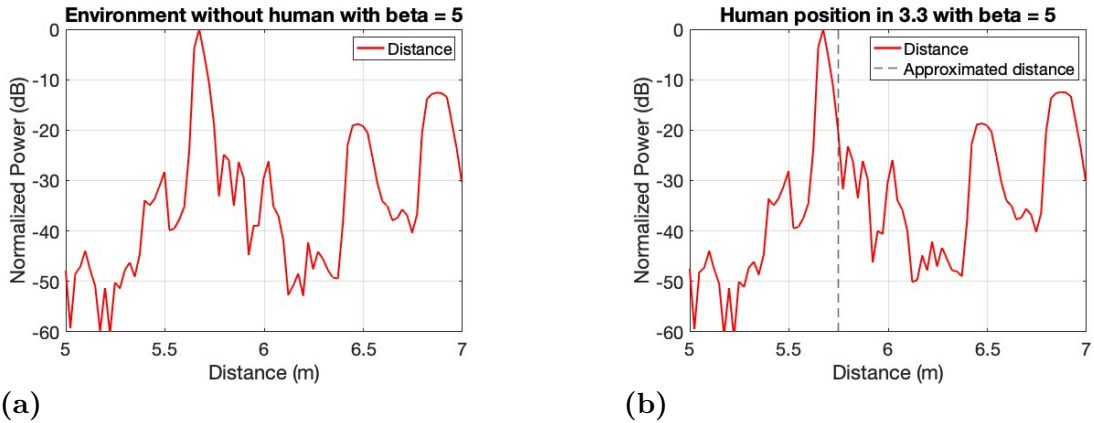 Environment without human with beta = 5
Normalized Power (dB)
0
-10
-20
-30
-40
-50
-60
5
5.5
6
6.5
7
Distance (m)
Distance
(a)
Human position in 3.3 with beta = 5
Normalized Power (dB)
0
-10
-20
-30
-40
-50
-60
5
5.5
6
6.5
7
Distance (m)
Distance
Approximated distance
(b)